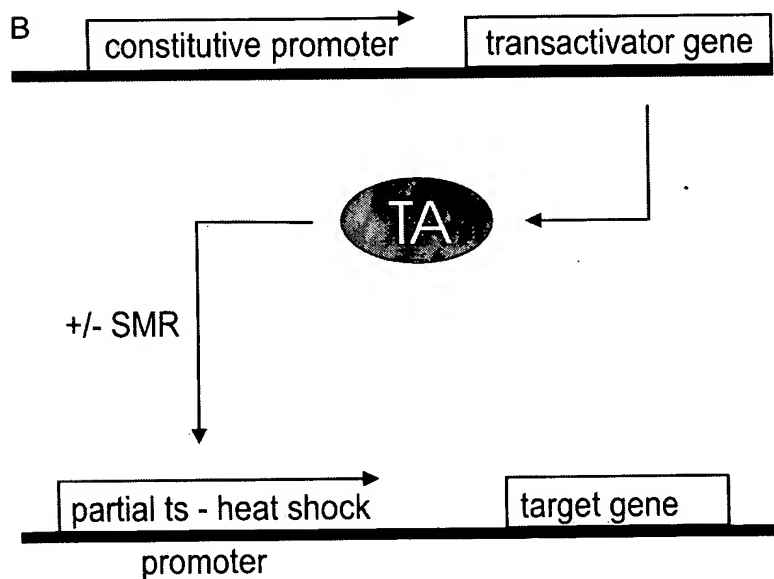 B
constitutive promoter
transactivator gene
TA
+/- SMR
partial ts - heat shock
promoter
target gene